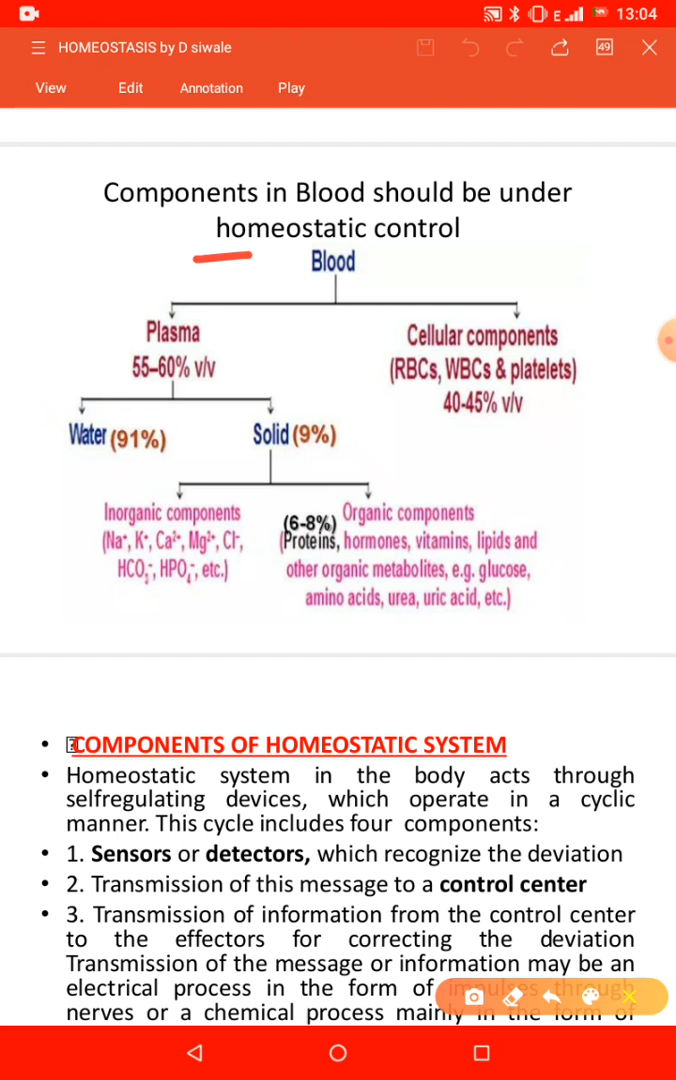 E 13:04
HOMEOSTASIS by D siwale
49
View Edit Annotation Play
Components in Blood should be under
homeostatic control
Blood
Plasma
55–60% v/v
Cellular components
(RBCs, WBCs & platelets)
40-45% v/v
Water (91%)
Solid (9%)
Inorganic components
(Na⁺, K⁺, Ca²⁺, Mg²⁺, Cl⁻,
HCO₃⁻, HPO₄⁻, etc.)
(6-8%) Organic components
(Proteins, hormones, vitamins, lipids and
other organic metabolites, e.g. glucose,
amino acids, urea, uric acid, etc.)
• COMPONENTS OF HOMEOSTATIC SYSTEM
• Homeostatic system in the body acts through
selfregulating devices, which operate in a cyclic
manner. This cycle includes four components:
• 1. Sensors or detectors, which recognize the deviation
• 2. Transmission of this message to a control center
• 3. Transmission of information from the control center
to the effectors for correcting the deviation
Transmission of the message or information may be an
electrical process in the form of impulses through
nerves or a chemical process mainly in the form of